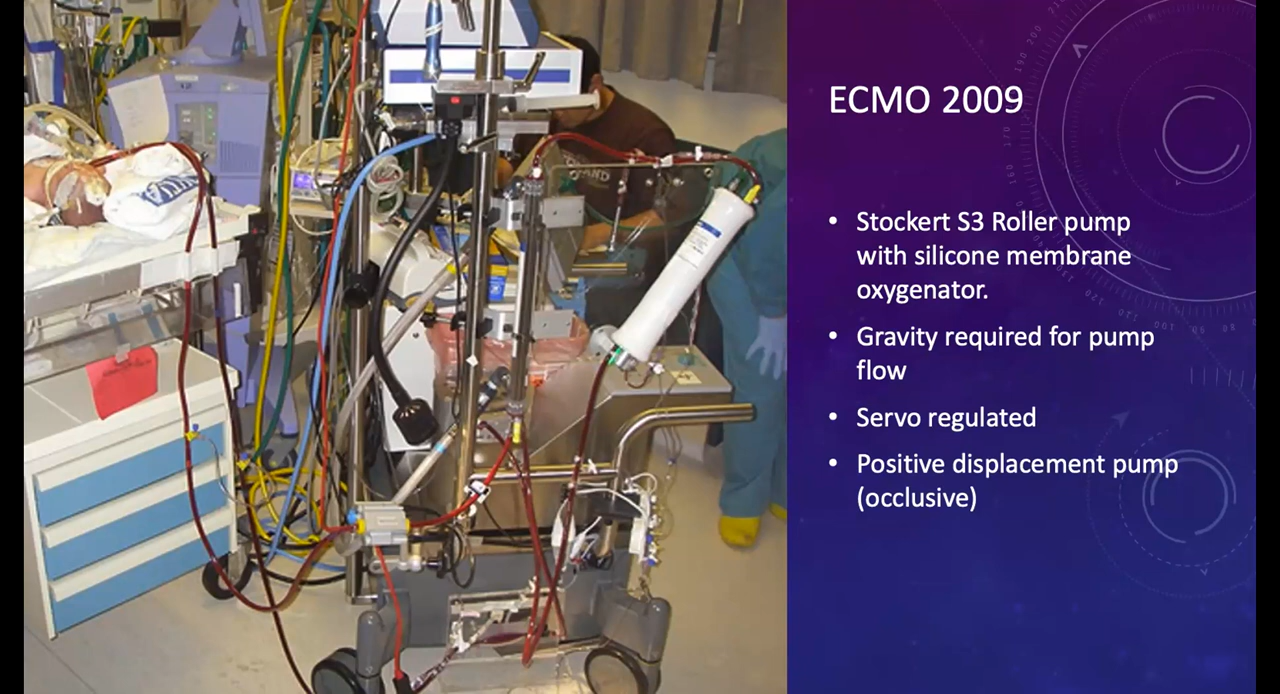 ECMO 2009
• Stockert S3 Roller pump
with silicone membrane
oxygenator.
• Gravity required for pump
flow
• Servo regulated
• Positive displacement pump
(occlusive)